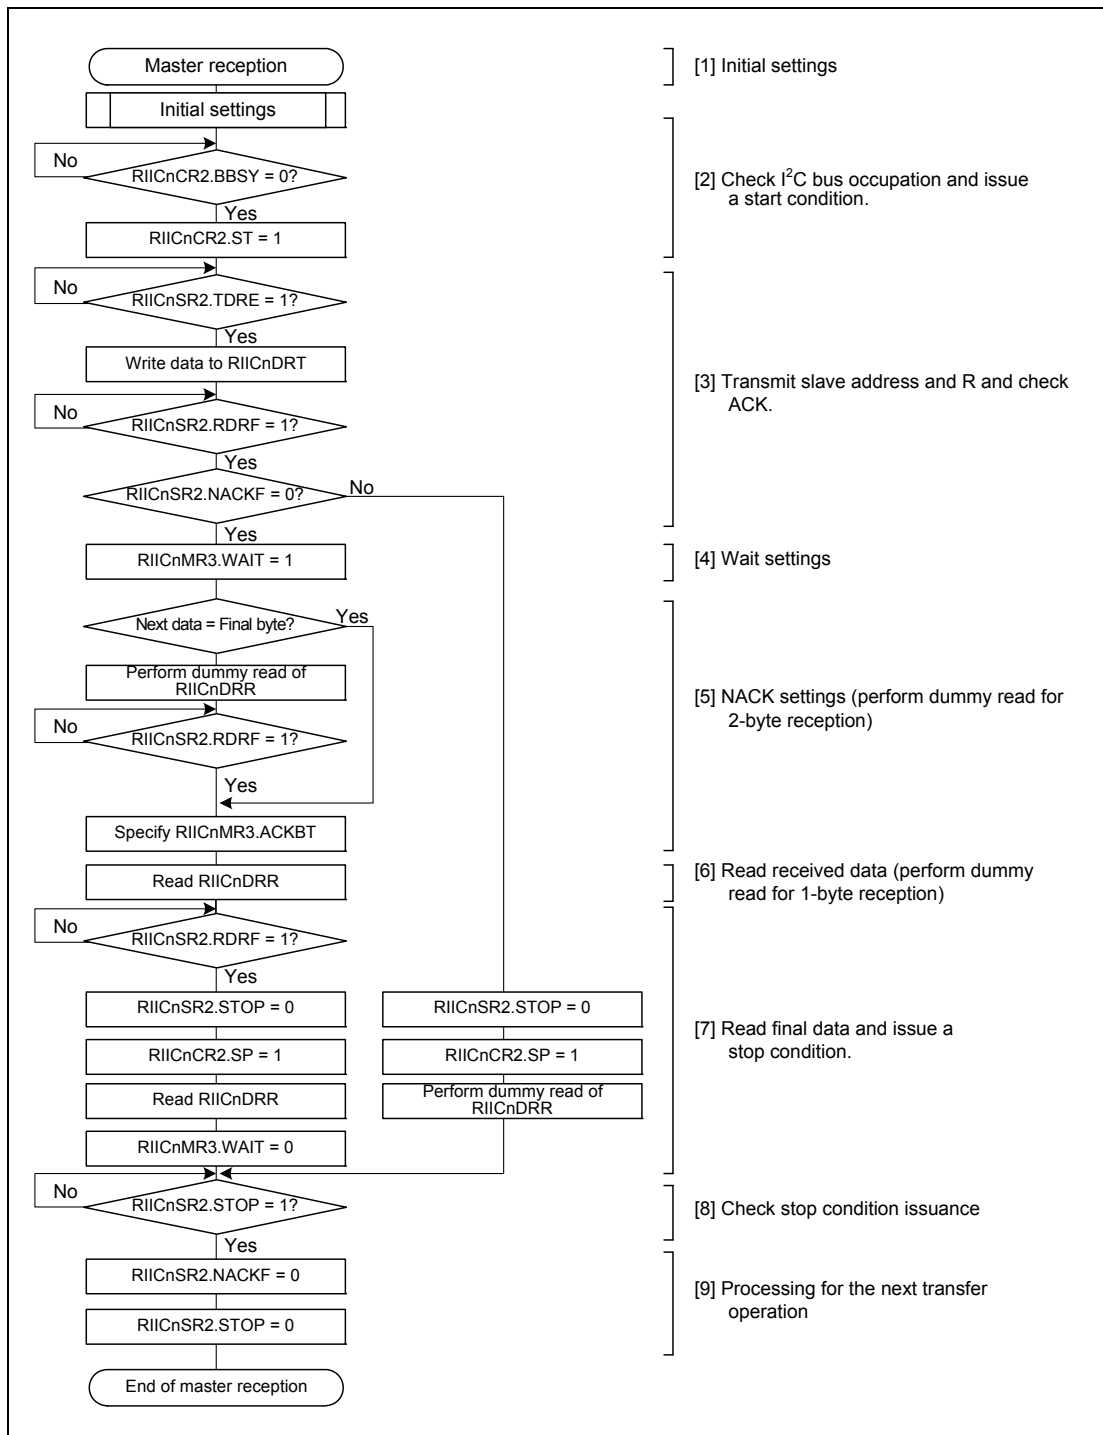 Master reception
[1] Initial settings
Initial settings
No
RIICnCR2.BBSY = 0?
Yes
[2] Check I²C bus occupation and issue
a start condition.
RIICnCR2.ST = 1
No
RIICnSR2.TDRE = 1?
Yes
Write data to RIICnDRT
[3] Transmit slave address and R and check
ACK.
No
RIICnSR2.RDRF = 1?
Yes
RIICnSR2.NACKF = 0?
No
Yes
RIICnMR3.WAIT = 1
[4] Wait settings
Next data = Final byte?
Yes
Perform dummy read of
RIICnDRR
[5] NACK settings (perform dummy read for
2-byte reception)
No
RIICnSR2.RDRF = 1?
Yes
Specify RIICnMR3.ACKBT
Read RIICnDRR
[6] Read received data (perform dummy
read for 1-byte reception)
No
RIICnSR2.RDRF = 1?
Yes
RIICnSR2.STOP = 0
RIICnSR2.STOP = 0
[7] Read final data and issue a
stop condition.
RIICnCR2.SP = 1
RIICnCR2.SP = 1
Read RIICnDRR
Perform dummy read of
RIICnDRR
RIICnMR3.WAIT = 0
No
RIICnSR2.STOP = 1?
[8] Check stop condition issuance
Yes
RIICnSR2.NACKF = 0
[9] Processing for the next transfer
operation
RIICnSR2.STOP = 0
End of master reception